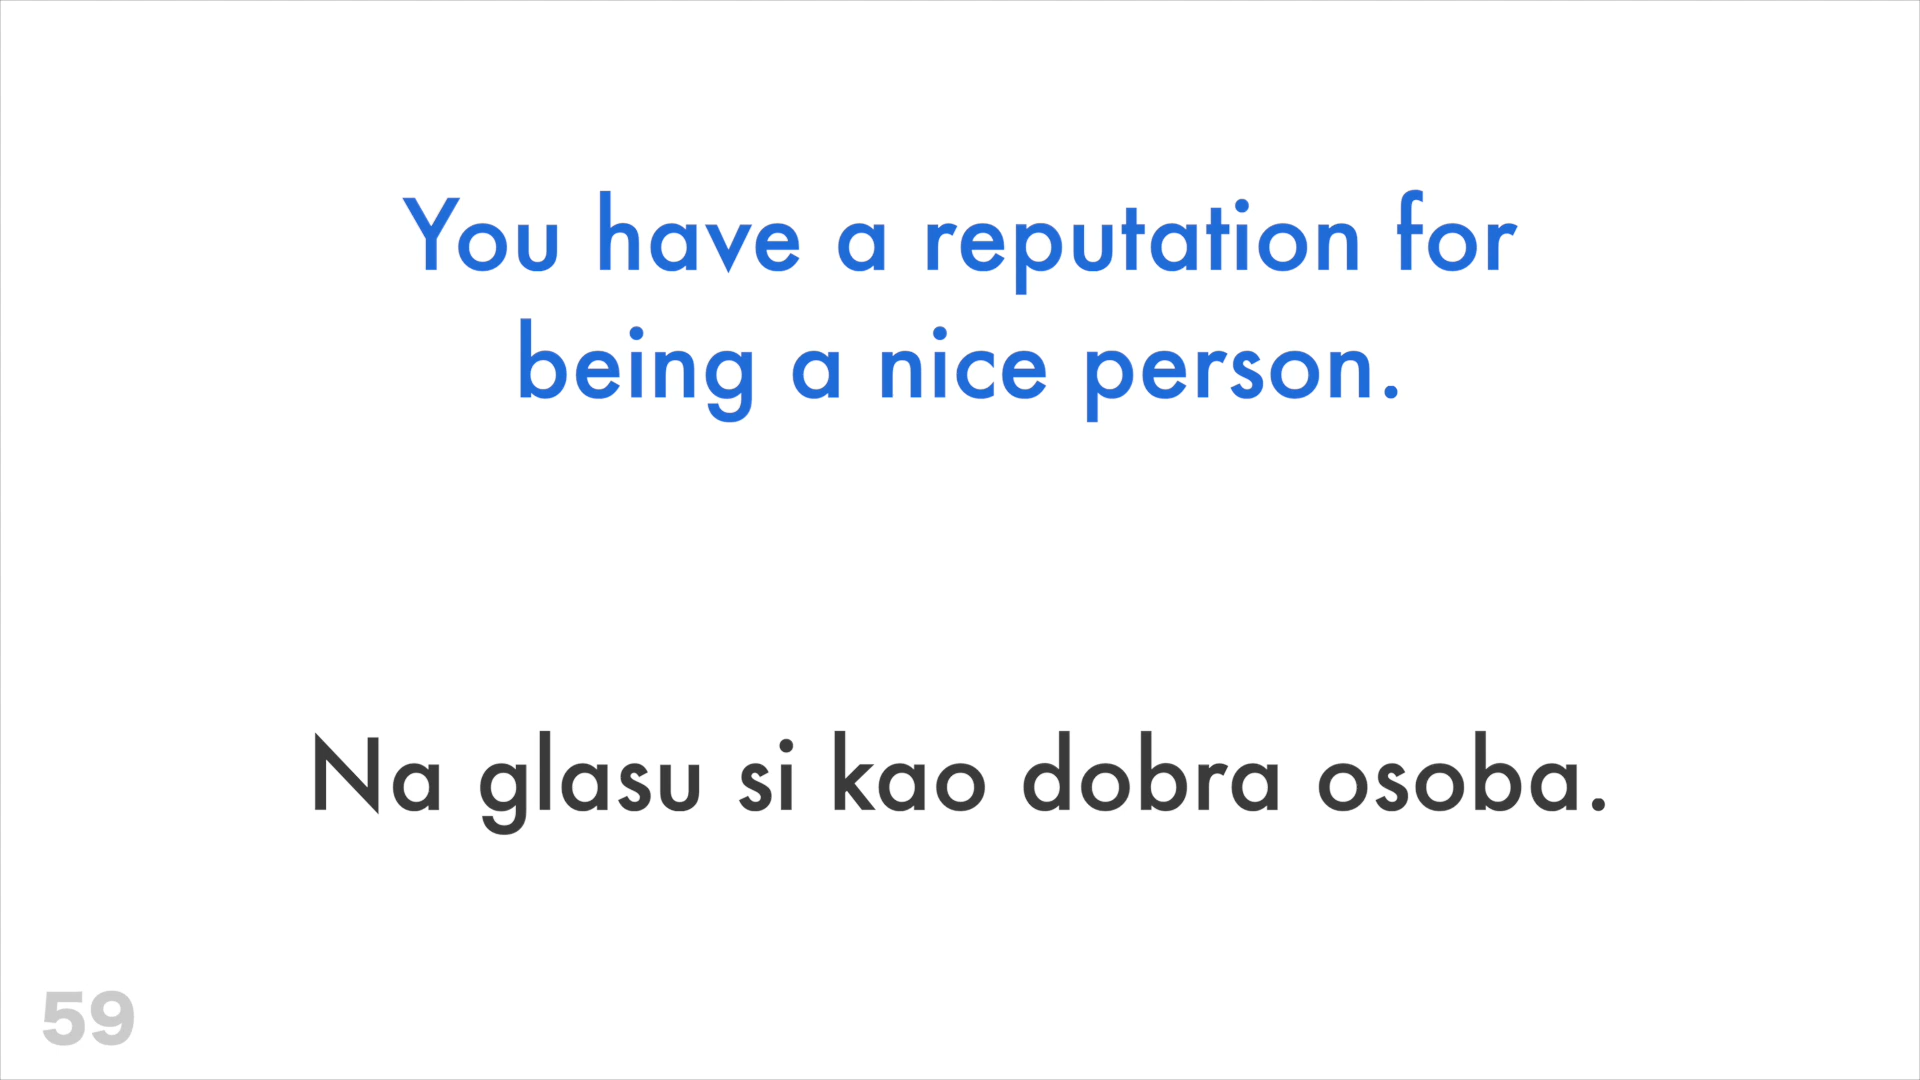 You have a reputation for
being a nice person.
Na glasu si kao dobra osoba.
59